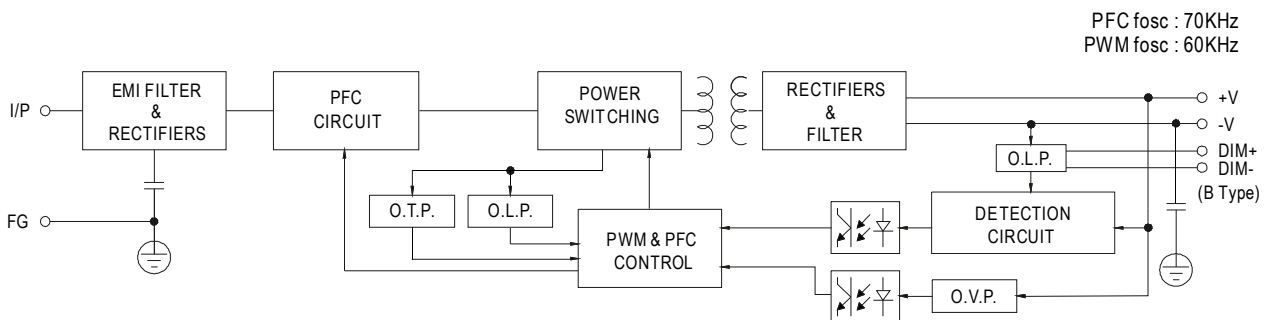 PFC fosc : 70KHz
PWM fosc : 60KHz
I/P
EMI FILTER
&
RECTIFIERS
PFC
CIRCUIT
POWER
SWITCHING
RECTIFIERS
&
FILTER
+V
-V
O.L.P.
DIM+
DIM-
(B Type)
FG
O.T.P.
O.L.P.
PWM & PFC
CONTROL
DETECTION
CIRCUIT
O.V.P.